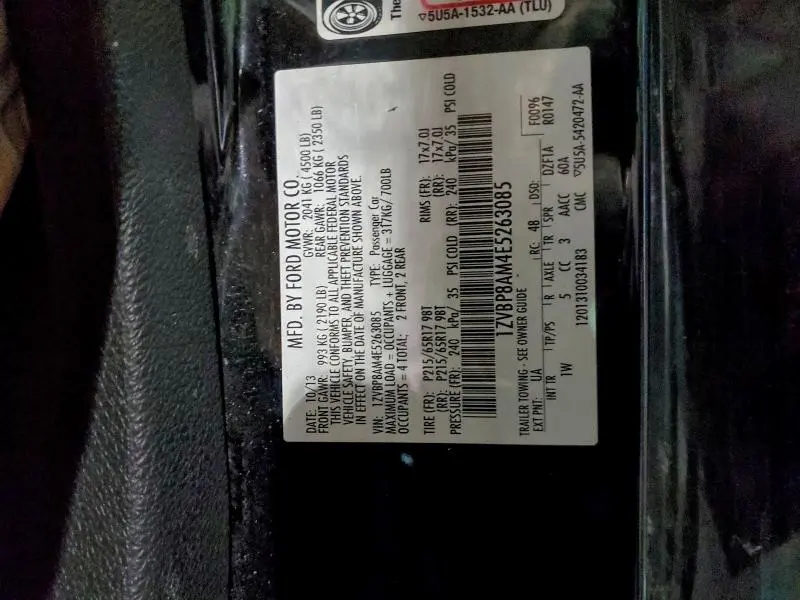 The
▽5U5A-1532-AA (TLU)
MFD. BY FORD MOTOR CO.
DATE: 10/13 GVWR: 2041 KG (4500 LB)
FRONT GAWR: 993 KG (2190 LB) REAR GAWR: 1066 KG (2350 LB)
THIS VEHICLE CONFORMS TO ALL APPLICABLE FEDERAL MOTOR
VEHICLE SAFETY, BUMPER, AND THEFT PREVENTION STANDARDS
IN EFFECT ON THE DATE OF MANUFACTURE SHOWN ABOVE.
VIN: 1ZVBP8AM4E5263085 TYPE: Passenger Car
MAXIMUM LOAD = OCCUPANTS + LUGGAGE = 317KG/700LB
OCCUPANTS = 4 TOTAL; 2 FRONT, 2 REAR
TIRE (FR): P215/65R17 98T RIMS (FR): 17x7.0J
(RR): P215/65R17 98T (RR): 17x7.0J
PRESSURE (FR): 240 kPa/ 35 PSI COLD (RR): 240 kPa/ 35 PSI COLD
1ZVBP8AM4E5263085
TRAILER TOWING - SEE OWNER GUIDE F0096
EXT PNT: UA RC: 48 DSO: R0147
INT TR TP/PS R AXLE TR SPR DZF1A
1W 5 CC 3 AACC 60A
1201310034183 CMC ▽5U5A-5420472-AA